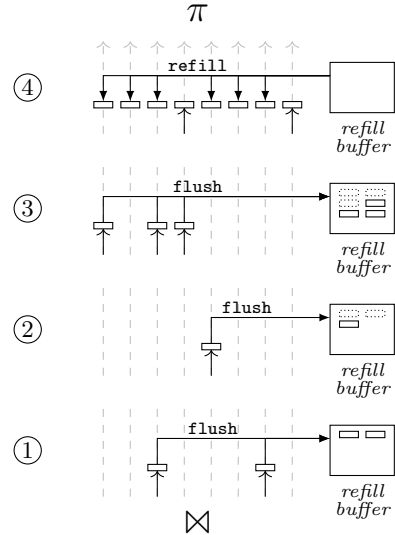 π
④
refill
refill
buffer
③
flush
refill
buffer
②
flush
refill
buffer
①
flush
refill
buffer
⋈